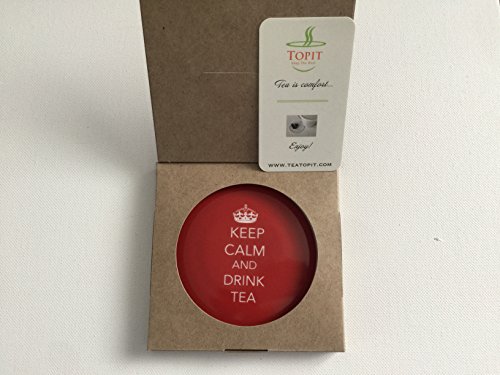 TOPIT
Tea is comfort...
Enjoy!
WWW.TEATOPIT.COM
KEEP
CALM
AND
DRINK
TEA